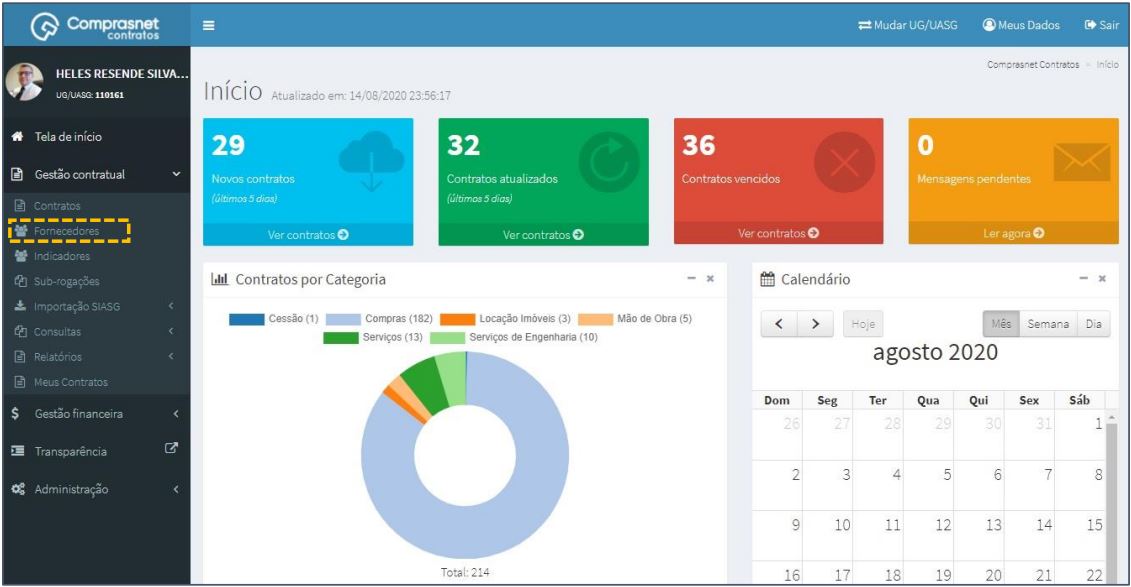 Comprasnet
contratos
Mudar UG/UASG
Meus Dados
Sair
HELES RESENDE SILVA...
UG/UASG: 110161
Tela de início
Gestão contratual
Contratos
Fornecedores
Indicadores
Sub-rogações
Importação SIASG
Consultas
Relatórios
Meus Contratos
Gestão financeira
Transparência
Administração
Comprasnet Contratos > Início
Início Atualizado em: 14/08/2020 23:56:17
29
Novos contratos
(últimos 5 dias)
Ver contratos
32
Contratos atualizados
(últimos 5 dias)
Ver contratos
36
Contratos vencidos
Ver contratos
0
Mensagens pendentes
Ler agora
Contratos por Categoria
Cessão (1) Compras (182) Locação Imóveis (3) Mão de Obra (5)
Serviços (13) Serviços de Engenharia (10)
Total: 214
Calendário
Hoje
Mês Semana Dia
agosto 2020
Dom Seg Ter Qua Qui Sex Sáb
26 27 28 29 30 31 1
2 3 4 5 6 7 8
9 10 11 12 13 14 15
16 17 18 19 20 21 22